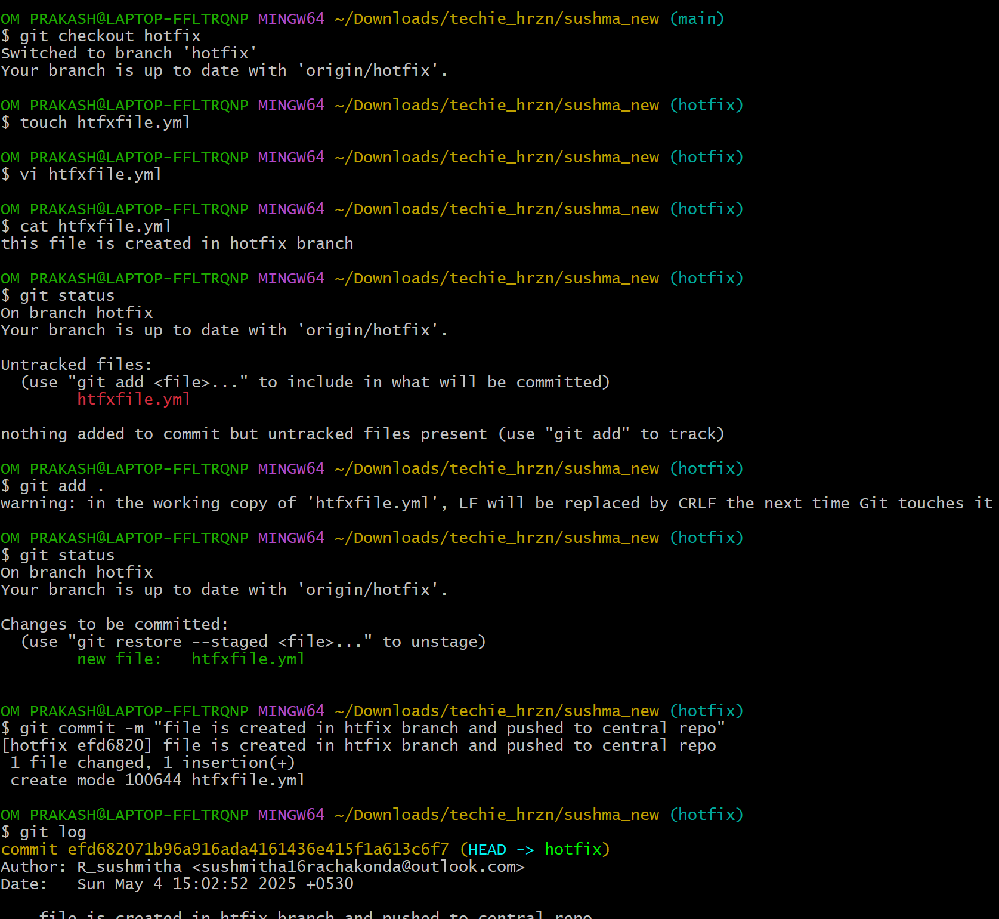 OM PRAKASH@LAPTOP-FFLTRQNP MINGW64 ~/Downloads/techie_hrzn/sushma_new (main)
$ git checkout hotfix
Switched to branch 'hotfix'
Your branch is up to date with 'origin/hotfix'.
OM PRAKASH@LAPTOP-FFLTRQNP MINGW64 ~/Downloads/techie_hrzn/sushma_new (hotfix)
$ touch htfxfile.yml
OM PRAKASH@LAPTOP-FFLTRQNP MINGW64 ~/Downloads/techie_hrzn/sushma_new (hotfix)
$ vi htfxfile.yml
OM PRAKASH@LAPTOP-FFLTRQNP MINGW64 ~/Downloads/techie_hrzn/sushma_new (hotfix)
$ cat htfxfile.yml
this file is created in hotfix branch
OM PRAKASH@LAPTOP-FFLTRQNP MINGW64 ~/Downloads/techie_hrzn/sushma_new (hotfix)
$ git status
On branch hotfix
Your branch is up to date with 'origin/hotfix'.
Untracked files:
  (use "git add <file>..." to include in what will be committed)
        htfxfile.yml
nothing added to commit but untracked files present (use "git add" to track)
OM PRAKASH@LAPTOP-FFLTRQNP MINGW64 ~/Downloads/techie_hrzn/sushma_new (hotfix)
$ git add .
warning: in the working copy of 'htfxfile.yml', LF will be replaced by CRLF the next time Git touches it
OM PRAKASH@LAPTOP-FFLTRQNP MINGW64 ~/Downloads/techie_hrzn/sushma_new (hotfix)
$ git status
On branch hotfix
Your branch is up to date with 'origin/hotfix'.
Changes to be committed:
  (use "git restore --staged <file>..." to unstage)
        new file:   htfxfile.yml
OM PRAKASH@LAPTOP-FFLTRQNP MINGW64 ~/Downloads/techie_hrzn/sushma_new (hotfix)
$ git commit -m "file is created in htfix branch and pushed to central repo"
[hotfix efd6820] file is created in htfix branch and pushed to central repo
 1 file changed, 1 insertion(+)
 create mode 100644 htfxfile.yml
OM PRAKASH@LAPTOP-FFLTRQNP MINGW64 ~/Downloads/techie_hrzn/sushma_new (hotfix)
$ git log
commit efd682071b96a916ada4161436e415f1a613c6f7 (HEAD -> hotfix)
Author: R_sushmitha <sushmitha16rachakonda@outlook.com>
Date:   Sun May 4 15:02:52 2025 +0530
    file is created in htfix branch and pushed to central repo